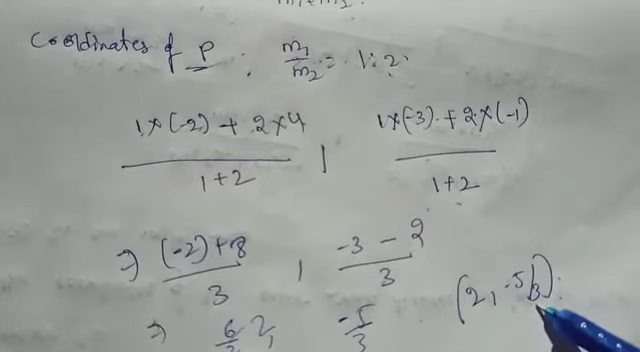 Coordinates of P : m₁/m₂ = 1:2
1×(-2) + 2×4 / 1+2 , 1×(-3) + 2×(-1) / 1+2
⇒ (-2)+8 / 3 , -3 - 2 / 3
⇒ 6/3 2, -5/3 (2, -5/3)